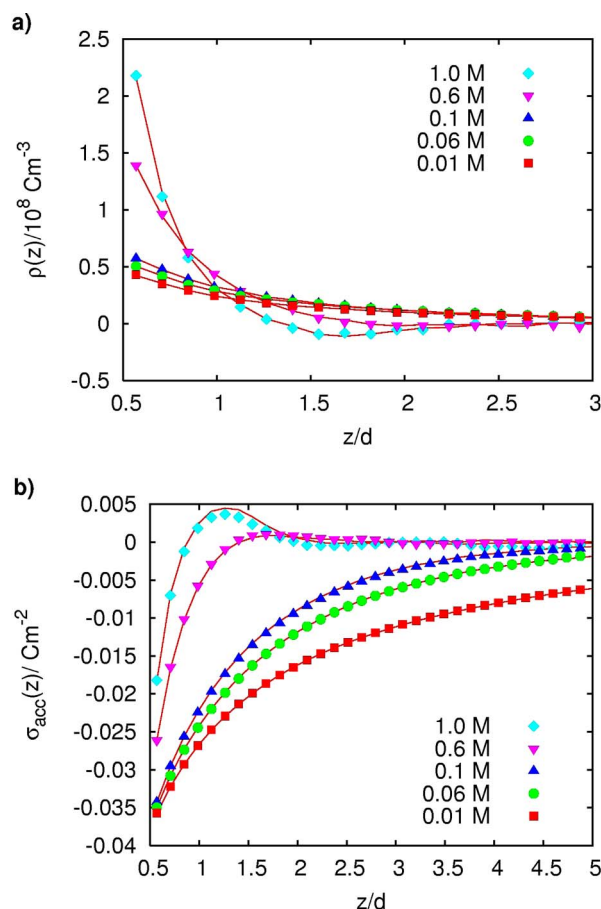 a)
2.5
2
1.5
1
0.5
0
-0.5
ρ(z)/10⁸ Cm⁻³
1.0 M
0.6 M
0.1 M
0.06 M
0.01 M
0.5 1 1.5 2 2.5 3
z/d
b)
0.005
0
-0.005
-0.01
-0.015
-0.02
-0.025
-0.03
-0.035
-0.04
σacc(z)/ Cm⁻²
1.0 M
0.6 M
0.1 M
0.06 M
0.01 M
0.5 1 1.5 2 2.5 3 3.5 4 4.5 5
z/d